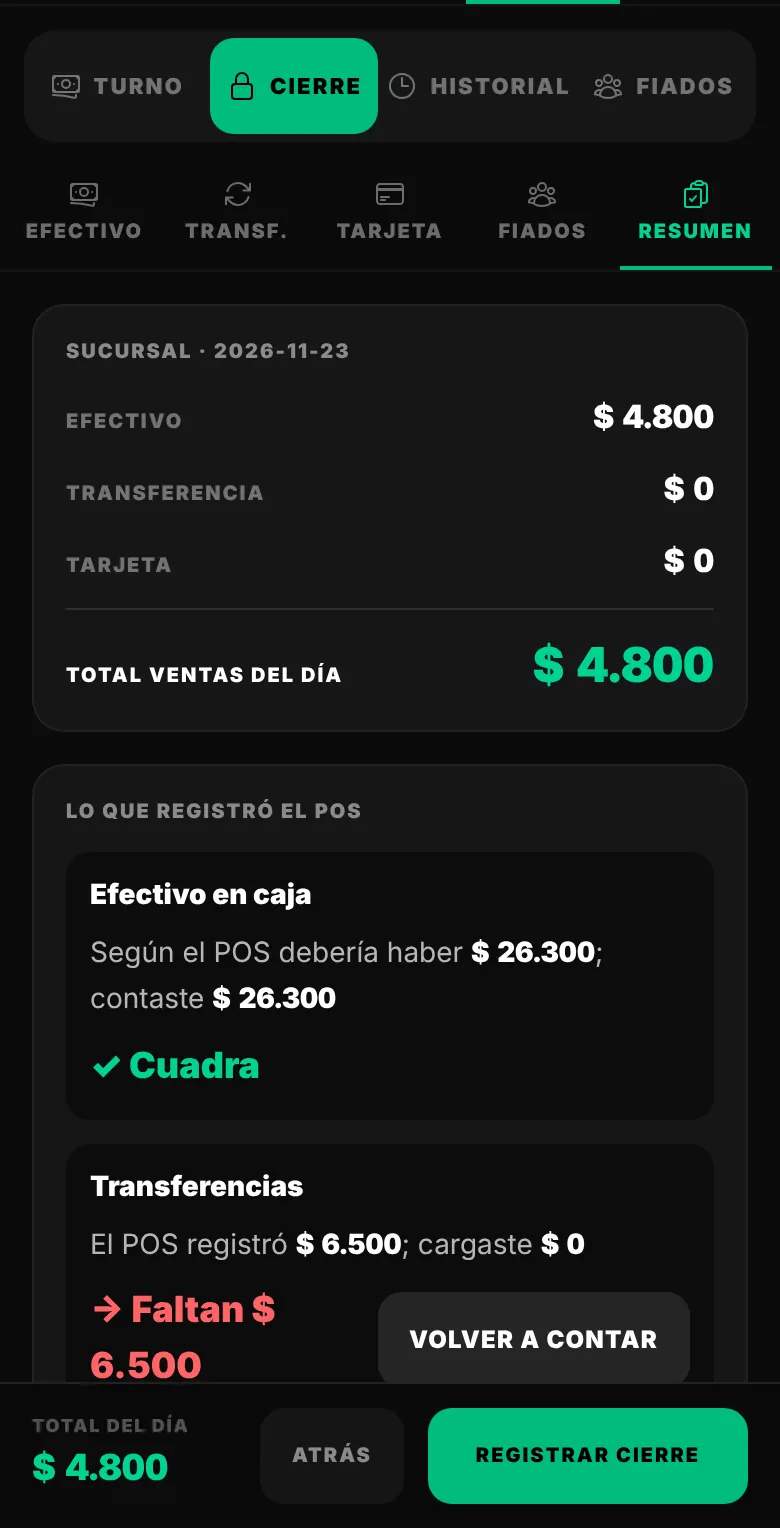 TURNO CIERRE HISTORIAL FIADOS
EFECTIVO TRANSF. TARJETA FIADOS RESUMEN
SUCURSAL · 2026-11-23
EFECTIVO $ 4.800
TRANSFERENCIA $ 0
TARJETA $ 0
TOTAL VENTAS DEL DÍA $ 4.800
LO QUE REGISTRÓ EL POS
Efectivo en caja
Según el POS debería haber $ 26.300;
contaste $ 26.300
✓ Cuadra
Transferencias
El POS registró $ 6.500; cargaste $ 0
→ Faltan $
6.500
VOLVER A CONTAR
TOTAL DEL DÍA
$ 4.800
ATRÁS
REGISTRAR CIERRE